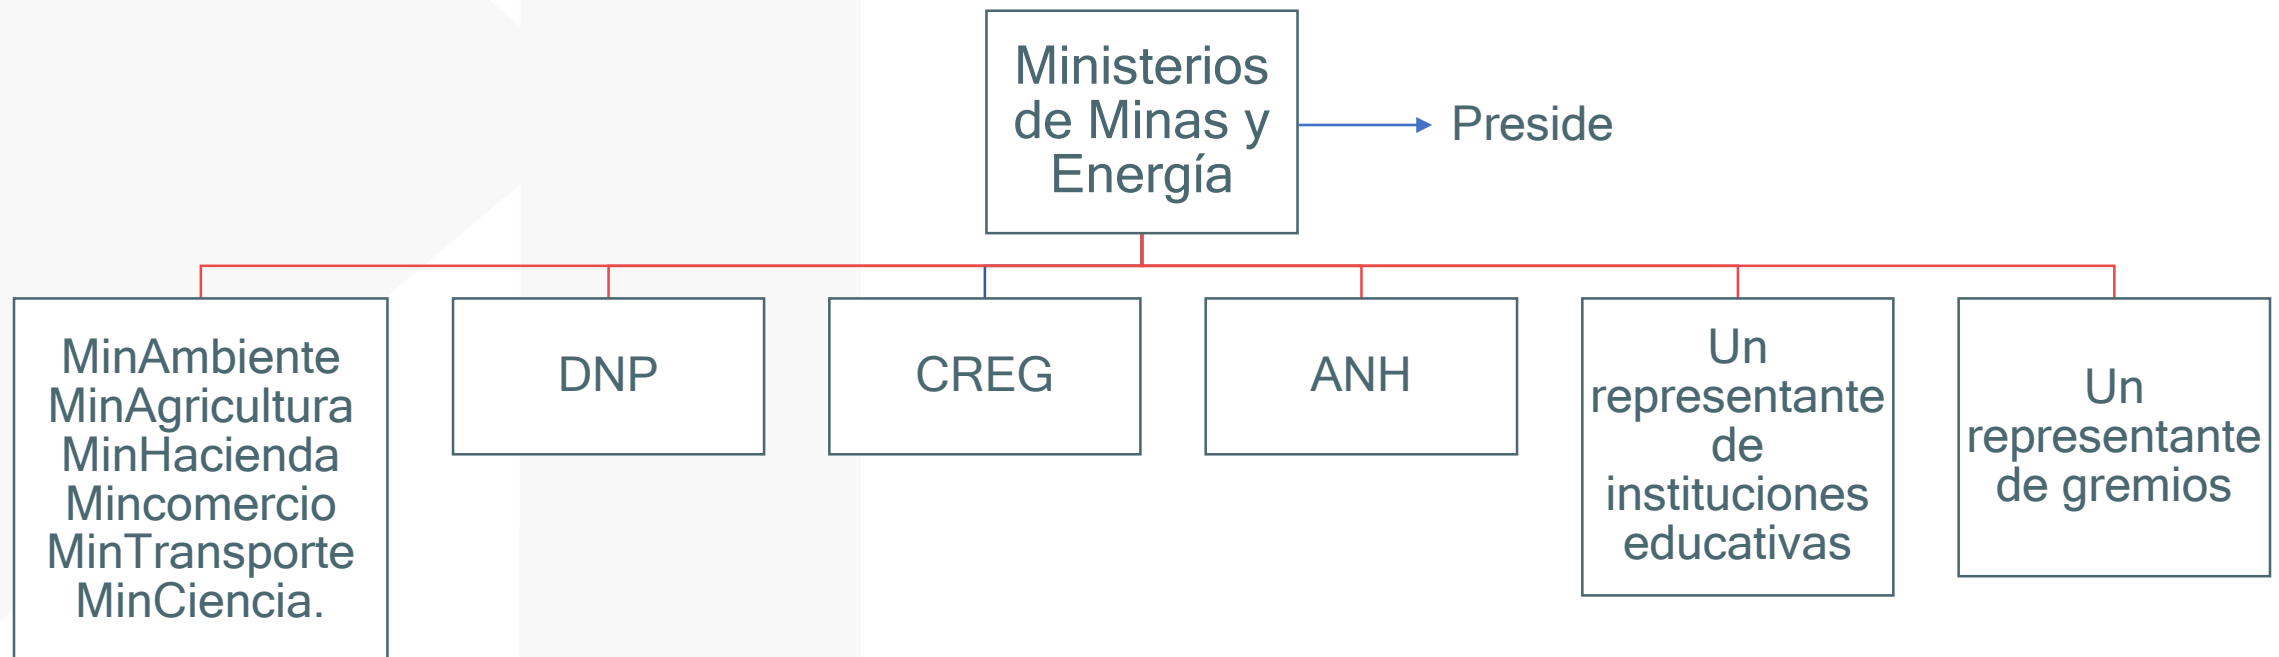 Ministerios
de Minas y
Energía
Preside
MinAmbiente
MinAgricultura
MinHacienda
Mincomercio
MinTransporte
MinCiencia.
DNP
CREG
ANH
Un
representante
de
instituciones
educativas
Un
representante
de gremios